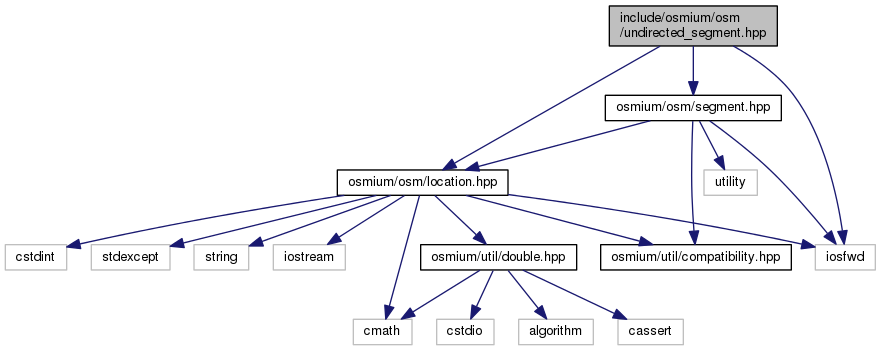 include/osmium/osm
/undirected_segment.hpp
osmium/osm/segment.hpp
osmium/osm/location.hpp
utility
cstdint
stdexcept
string
iostream
osmium/util/double.hpp
osmium/util/compatibility.hpp
iosfwd
cmath
cstdio
algorithm
cassert